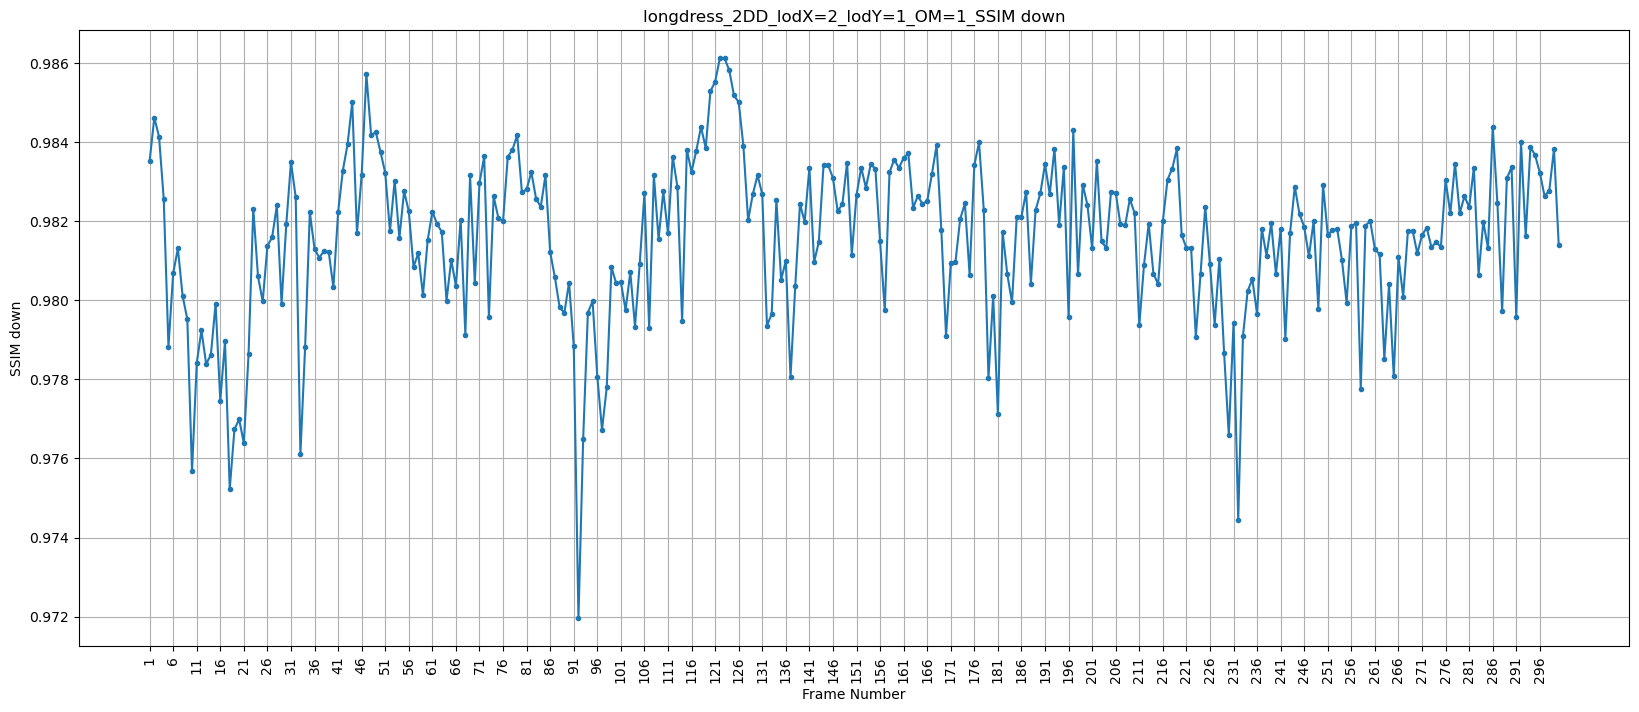 longdress_2DD_lodX=2_lodY=1_OM=1_SSIM down
0.986
0.984
0.982
0.980
0.978
0.976
0.974
0.972
SSIM down
1 6 11 16 21 26 31 36 41 46 51 56 61 66 71 76 81 86 91 96 101 106 111 116 121 126 131 136 141 146 151 156 161 166 171 176 181 186 191 196 201 206 211 216 221 226 231 236 241 246 251 256 261 266 271 276 281 286 291 296
Frame Number